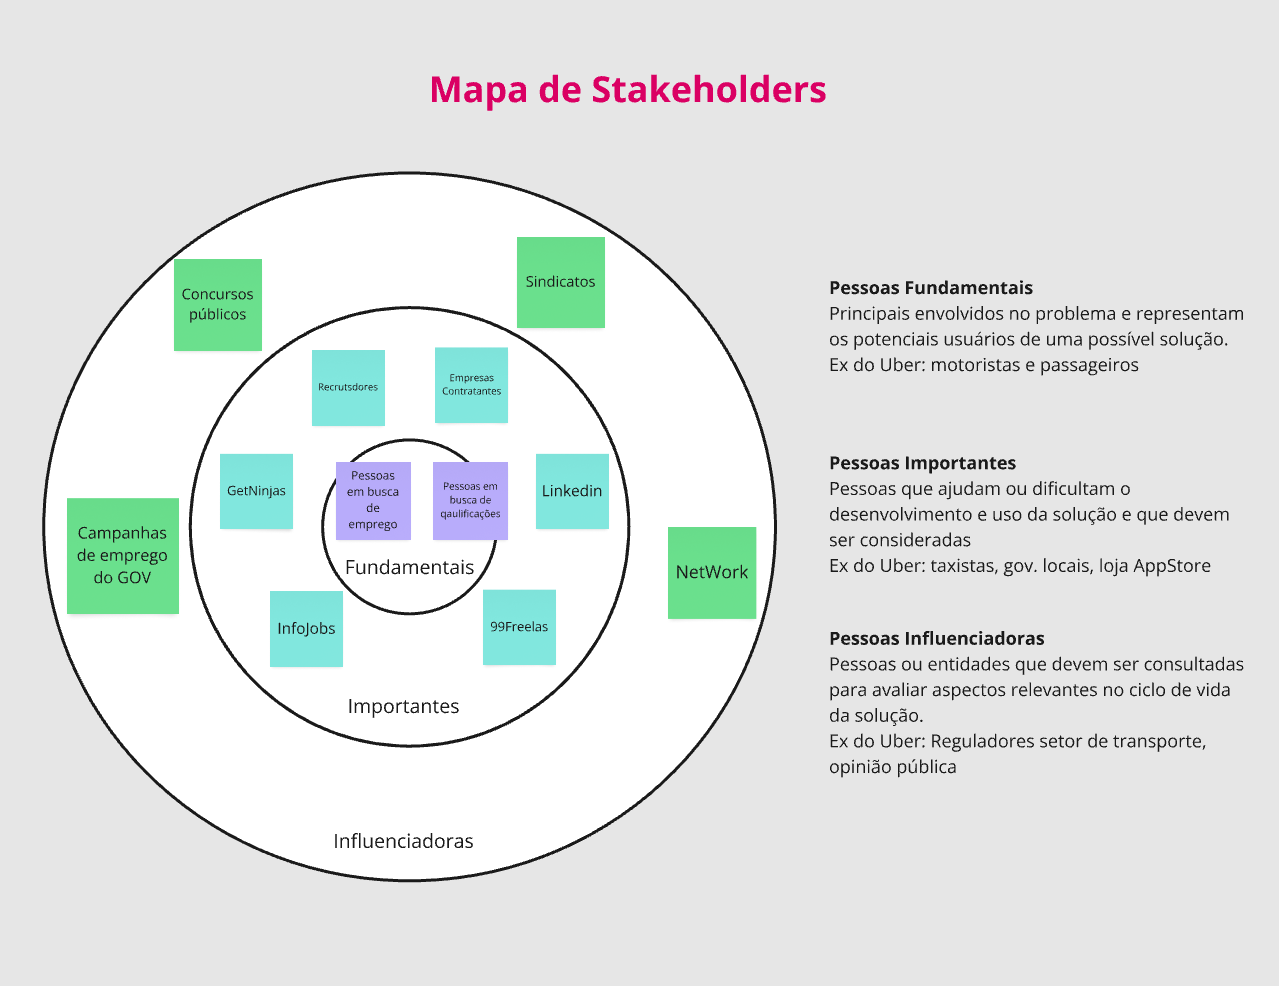 Mapa de Stakeholders
Concursos
públicos
Sindicatos
Recrutsdores
Empresas
Contratantes
GetNinjas
Pessoas
em busca
de
emprego
Pessoas em
busca de
qaulificações
Linkedin
Campanhas
de emprego
do GOV
NetWork
Fundamentais
InfoJobs
99Freelas
Importantes
Influenciadoras
Pessoas Fundamentais
Principais envolvidos no problema e representam
os potenciais usuários de uma possível solução.
Ex do Uber: motoristas e passageiros
Pessoas Importantes
Pessoas que ajudam ou dificultam o
desenvolvimento e uso da solução e que devem
ser consideradas
Ex do Uber: taxistas, gov. locais, loja AppStore
Pessoas Influenciadoras
Pessoas ou entidades que devem ser consultadas
para avaliar aspectos relevantes no ciclo de vida
da solução.
Ex do Uber: Reguladores setor de transporte,
opinião pública